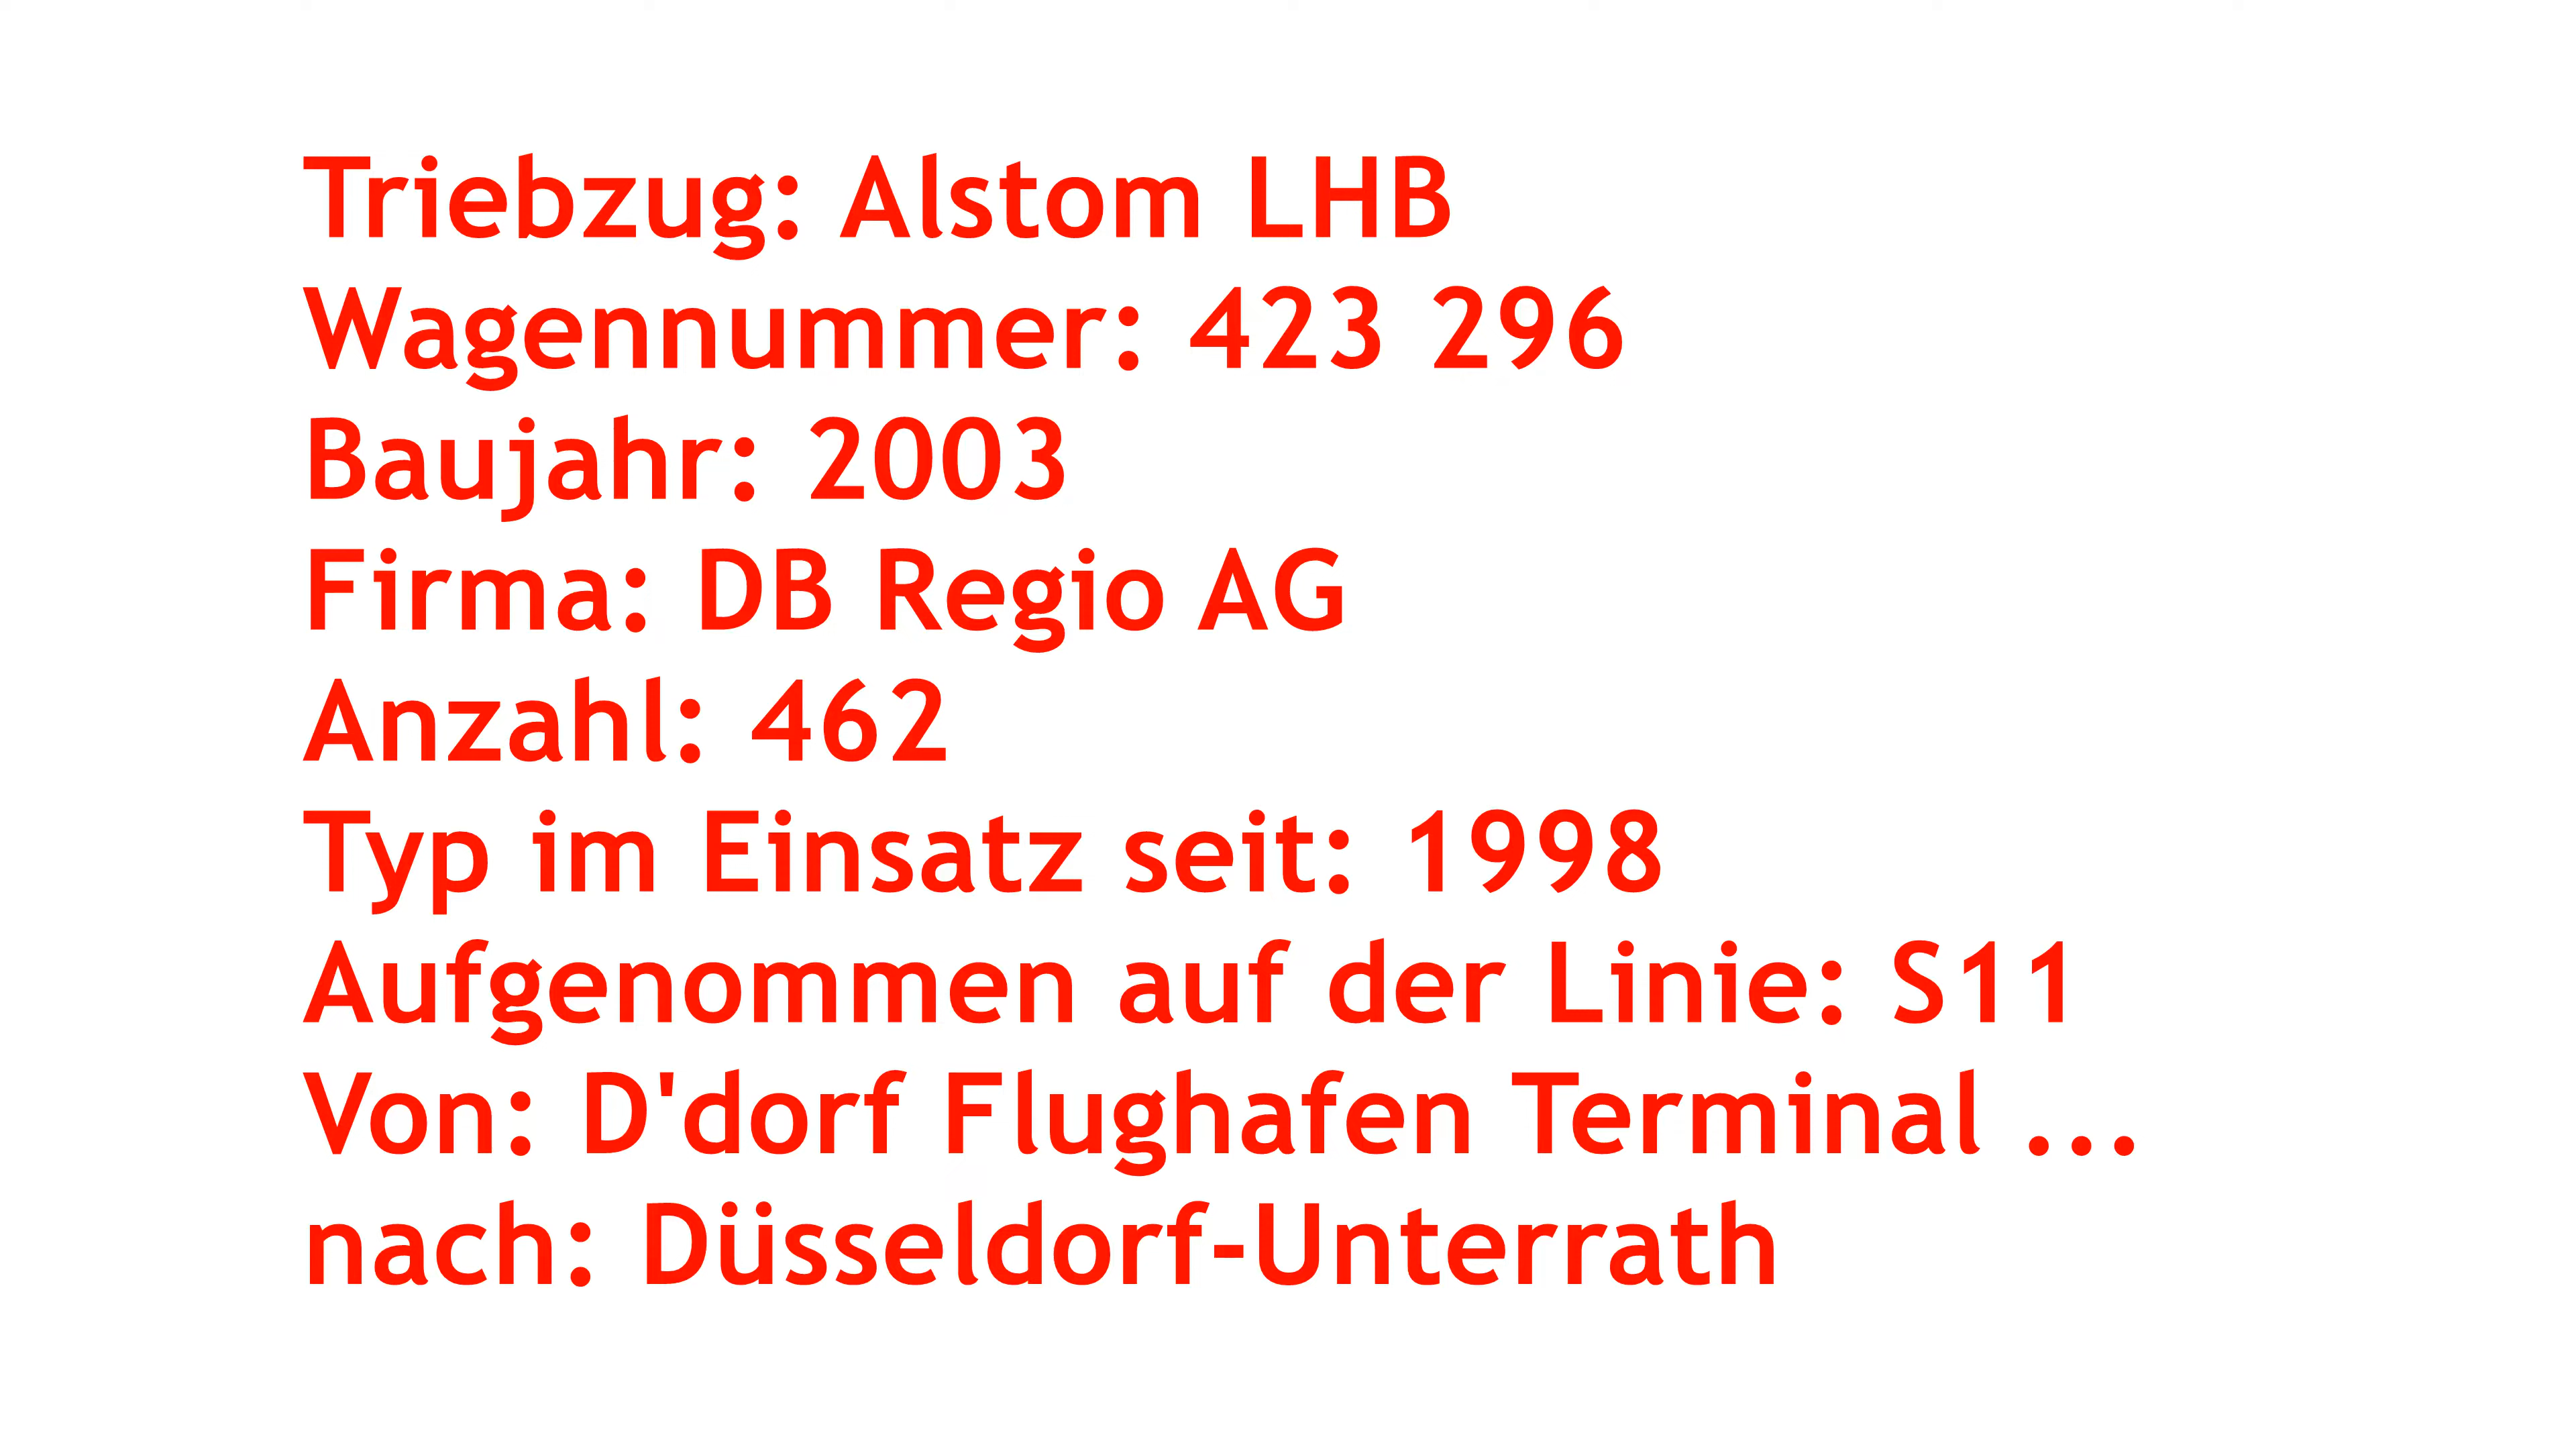 Triebzug: Alstom LHB
Wagennummer: 423 296
Baujahr: 2003
Firma: DB Regio AG
Anzahl: 462
Typ im Einsatz seit: 1998
Aufgenommen auf der Linie: S11
Von: D'dorf Flughafen Terminal ...
nach: Düsseldorf-Unterrath